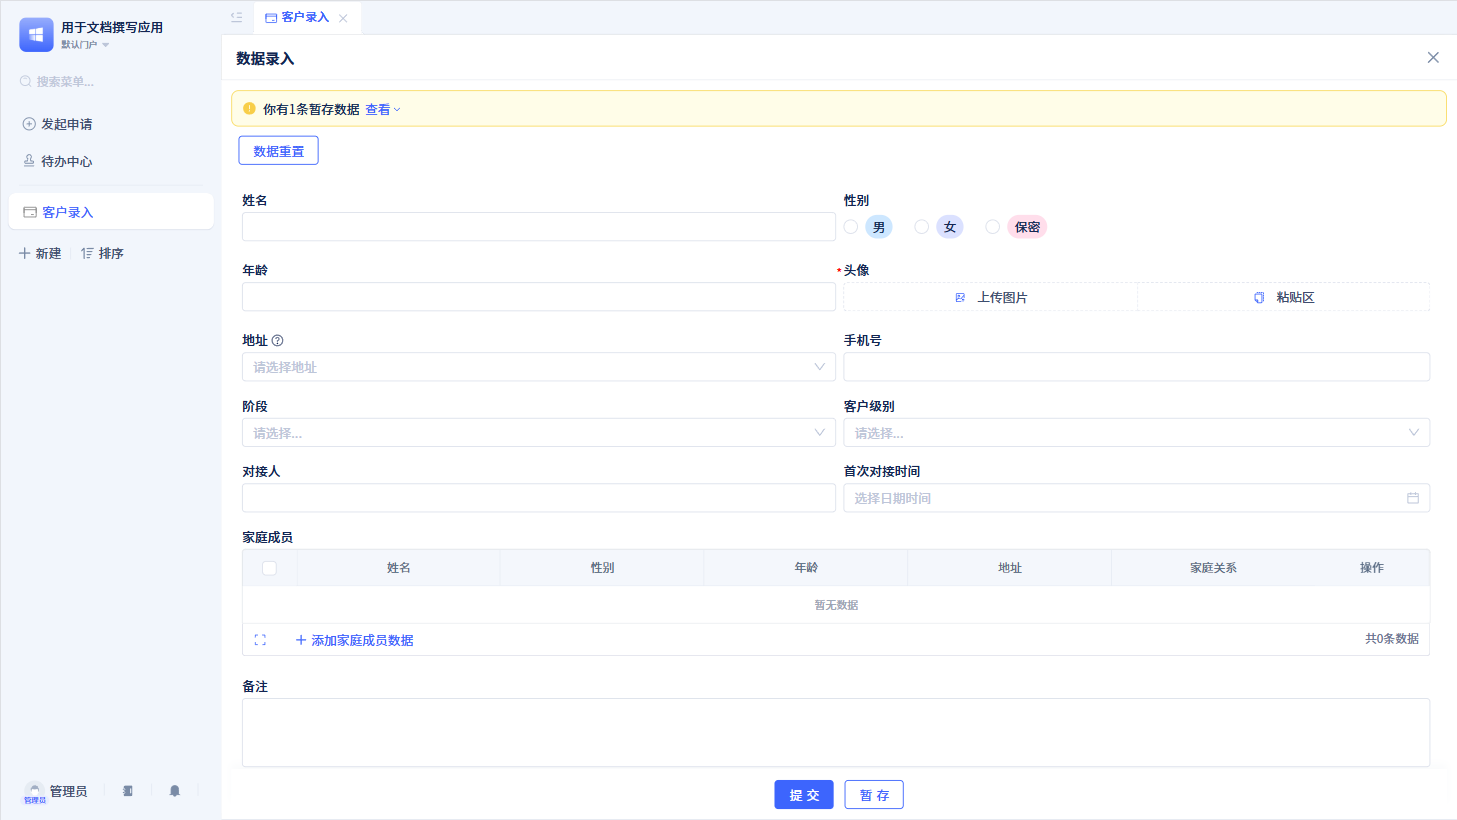 用于文档撰写应用
默认门户
搜索菜单...
发起申请
待办中心
客户录入
新建 排序
管理员
管理员
客户录入
数据录入
你有1条暂存数据 查看
数据重置
姓名
性别
男 女 保密
年龄
*头像
上传图片 粘贴区
地址
请选择地址
手机号
阶段
请选择...
客户级别
请选择...
对接人
首次对接时间
选择日期时间
家庭成员
姓名 性别 年龄 地址 家庭关系 操作
暂无数据
添加家庭成员数据 共0条数据
备注
提交 暂存